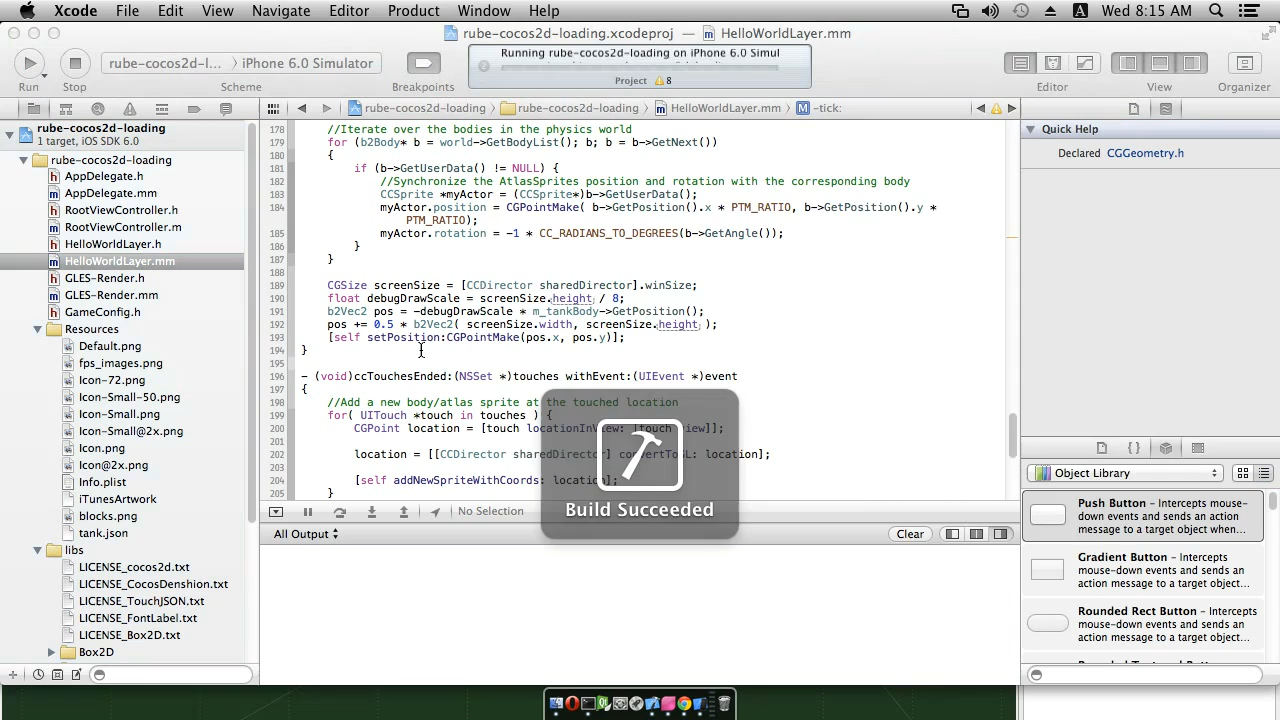 Xcode File Edit View Navigate Editor Product Window Help A Wed 8:15 AM
rube-cocos2d-loading.xcodeproj — HelloWorldLayer.mm
rube-cocos2d-l... iPhone 6.0 Simulator
Running rube-cocos2d-loading on iPhone 6.0 Simul
2
Project 8
Run Stop Scheme Breakpoints Editor View Organizer
rube-cocos2d-loading rube-cocos2d-loading HelloWorldLayer.mm M -tick:
rube-cocos2d-loading
1 target, iOS SDK 6.0
rube-cocos2d-loading
h AppDelegate.h
m AppDelegate.mm
h RootViewController.h
m RootViewController.m
h HelloWorldLayer.h
m HelloWorldLayer.mm
h GLES-Render.h
m GLES-Render.mm
h GameConfig.h
Resources
Default.png
fps_images.png
Icon-72.png
Icon-Small-50.png
Icon-Small.png
Icon-Small@2x.png
Icon.png
Icon@2x.png
Info.plist
iTunesArtwork
blocks.png
tank.json
libs
LICENSE_cocos2d.txt
LICENSE_CocosDenshion.txt
LICENSE_TouchJSON.txt
LICENSE_FontLabel.txt
LICENSE_Box2D.txt
Box2D
178 //Iterate over the bodies in the physics world
179 for (b2Body* b = world->GetBodyList(); b; b = b->GetNext())
180 {
181 if (b->GetUserData() != NULL) {
182 //Synchronize the AtlasSprites position and rotation with the corresponding body
183 CCSprite *myActor = (CCSprite*)b->GetUserData();
184 myActor.position = CGPointMake( b->GetPosition().x * PTM_RATIO, b->GetPosition().y *
PTM_RATIO);
185 myActor.rotation = -1 * CC_RADIANS_TO_DEGREES(b->GetAngle());
186 }
187 }
188
189 CGSize screenSize = [CCDirector sharedDirector].winSize;
190 float debugDrawScale = screenSize.height / 8;
191 b2Vec2 pos = -debugDrawScale * m_tankBody->GetPosition();
192 pos += 0.5 * b2Vec2( screenSize.width, screenSize.height );
193 [self setPosition:CGPointMake(pos.x, pos.y)];
194 }
195
196 - (void)ccTouchesEnded:(NSSet *)touches withEvent:(UIEvent *)event
197 {
198 //Add a new body/atlas sprite at the touched location
199 for( UITouch *touch in touches ) {
200 CGPoint location = [touch locationInView: [touch view]];
201
202 location = [[CCDirector sharedDirector] convertToGL: location];
203
204 [self addNewSpriteWithCoords: location];
205 }
Build Succeeded
No Selection
All Output
Clear
Quick Help
Declared CGGeometry.h
{ }
Object Library
Push Button – Intercepts mouse-
down events and sends an action
message to a target object when...
Gradient Button – Intercepts
mouse-down events and sends an
action message to a target object...
Rounded Rect Button – Intercepts
mouse-down events and sends an
action message to a target object...